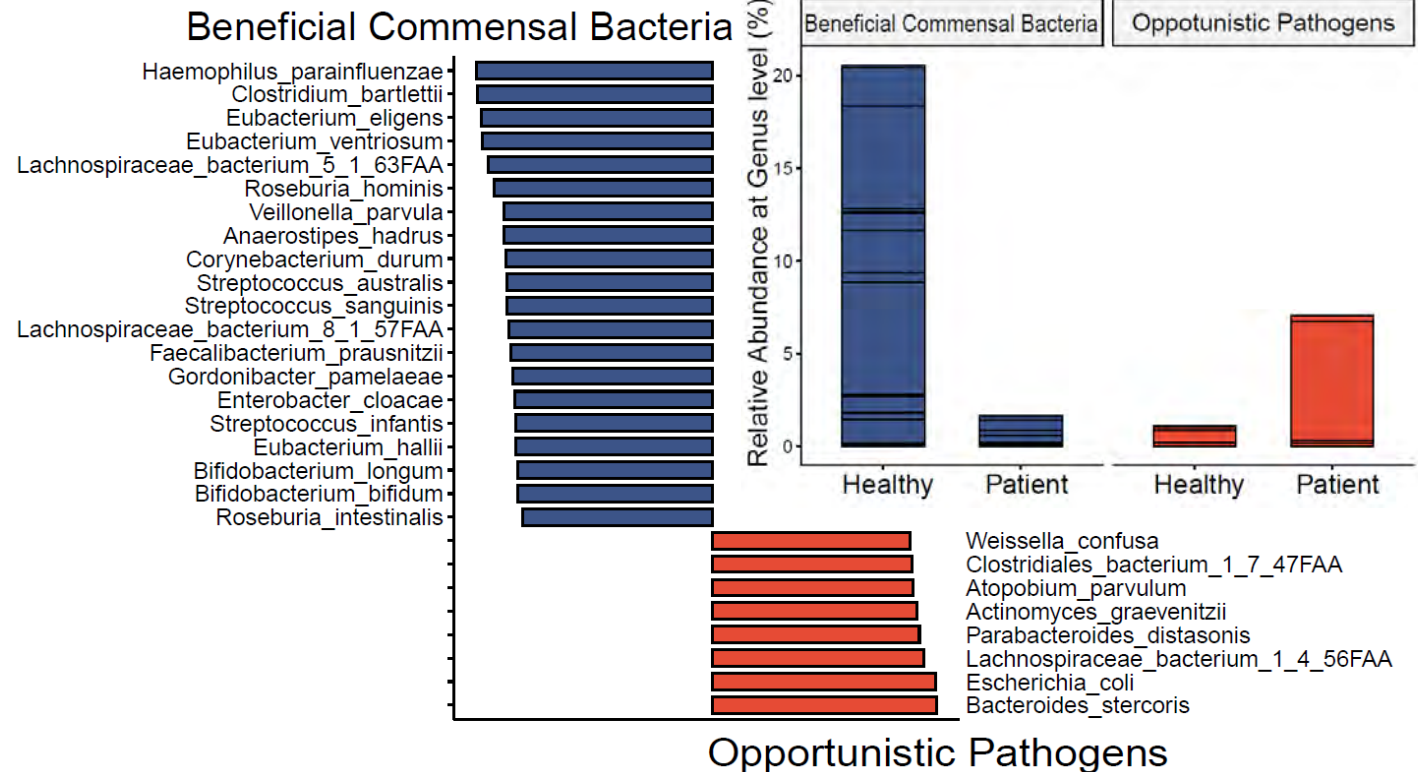 Beneficial Commensal Bacteria
Haemophilus_parainfluenzae
Clostridium_bartlettii
Eubacterium_eligens
Eubacterium_ventriosum
Lachnospiraceae_bacterium_5_1_63FAA
Roseburia_hominis
Veillonella_parvula
Anaerostipes_hadrus
Corynebacterium_durum
Streptococcus_australis
Streptococcus_sanguinis
Lachnospiraceae_bacterium_8_1_57FAA
Faecalibacterium_prausnitzii
Gordonibacter_pamelaeae
Enterobacter_cloacae
Streptococcus_infantis
Eubacterium_hallii
Bifidobacterium_longum
Bifidobacterium_bifidum
Roseburia_intestinalis
Relative Abundance at Genus level (%)
Beneficial Commensal Bacteria
Oppotunistic Pathogens
20
15
10
5
0
Healthy
Patient
Healthy
Patient
Weissella_confusa
Clostridiales_bacterium_1_7_47FAA
Atopobium_parvulum
Actinomyces_graevenitzii
Parabacteroides_distasonis
Lachnospiraceae_bacterium_1_4_56FAA
Escherichia_coli
Bacteroides_stercoris
Opportunistic Pathogens